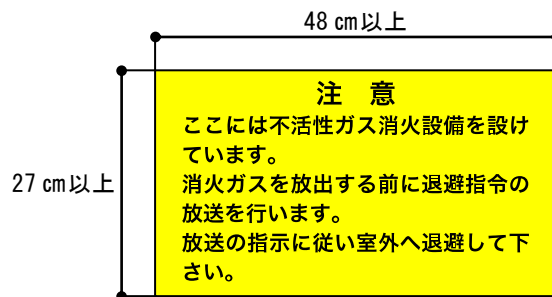 48 cm以上
27 cm以上
注　意
ここには不活性ガス消火設備を設け
ています。
消火ガスを放出する前に退避指令の
放送を行います。
放送の指示に従い室外へ退避して下
さい。